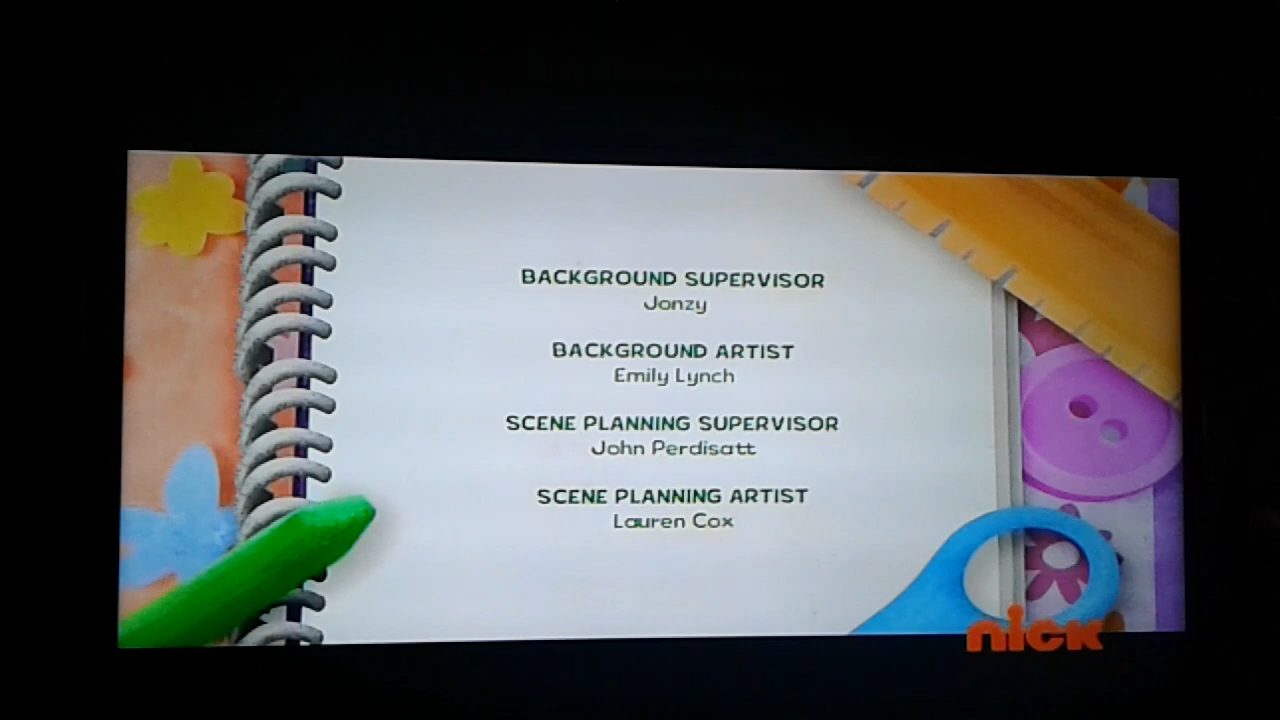 BACKGROUND SUPERVISOR
Jonzy
BACKGROUND ARTIST
Emily Lynch
SCENE PLANNING SUPERVISOR
John Perdisatt
SCENE PLANNING ARTIST
Lauren Cox
nick